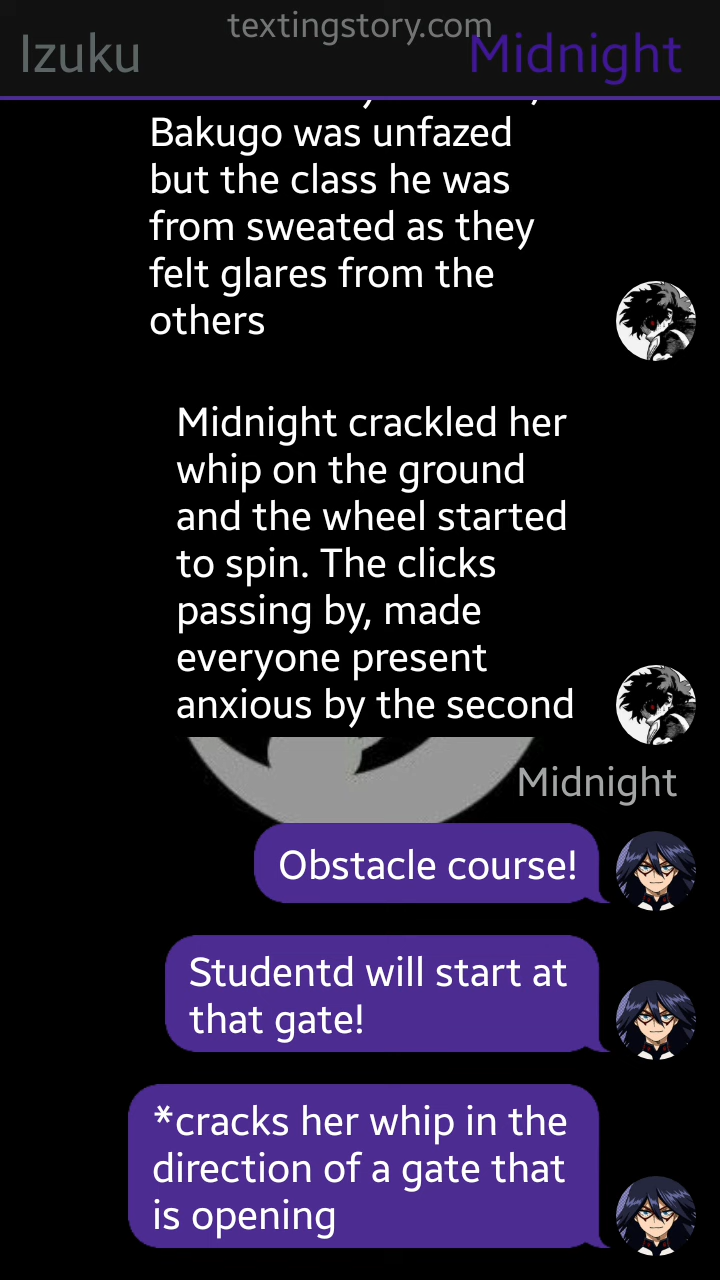 textingstory.com
Izuku
Midnight
Bakugo was unfazed
but the class he was
from sweated as they
felt glares from the
others
Midnight crackled her
whip on the ground
and the wheel started
to spin. The clicks
passing by, made
everyone present
anxious by the second
Midnight
Obstacle course!
Studentd will start at
that gate!
*cracks her whip in the
direction of a gate that
is opening